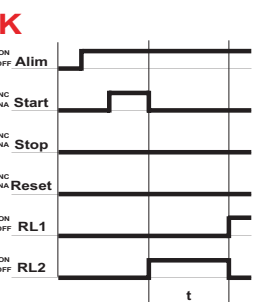 K
ON
OFF Alim
NC
NA Start
NC
NA Stop
NC
NA Reset
ON
OFF RL1
ON
OFF RL2
t